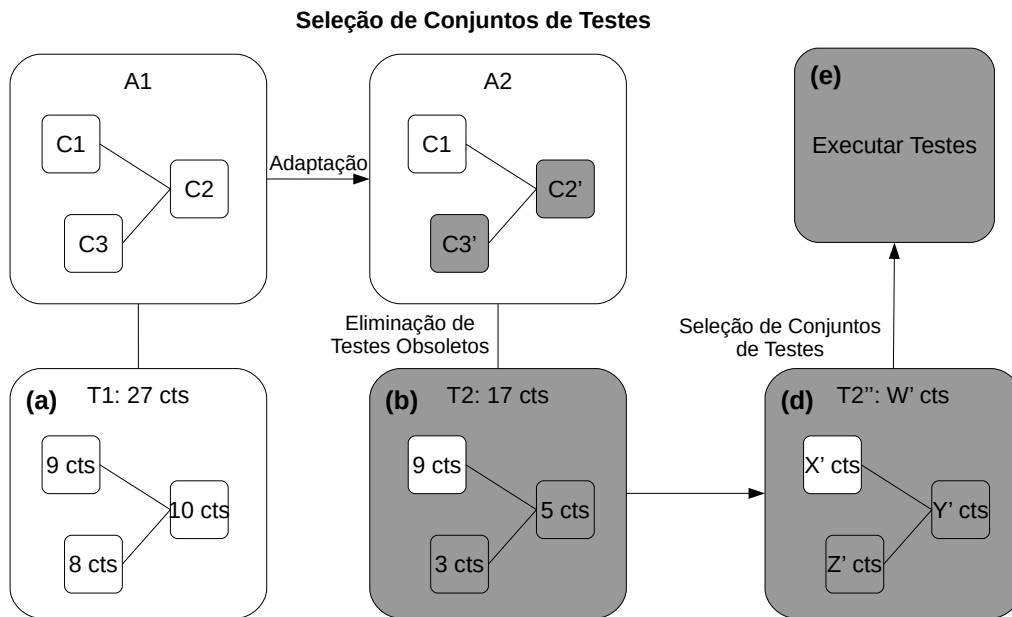 Seleção de Conjuntos de Testes
A1
C1
C2
C3
Adaptação
A2
C1
C2'
C3'
(e)
Executar Testes
Eliminação de
Testes Obsoletos
Seleção de Conjuntos
de Testes
(a)
T1: 27 cts
9 cts
10 cts
8 cts
(b)
T2: 17 cts
9 cts
5 cts
3 cts
(d)
T2’’: W’ cts
X’ cts
Y’ cts
Z’ cts